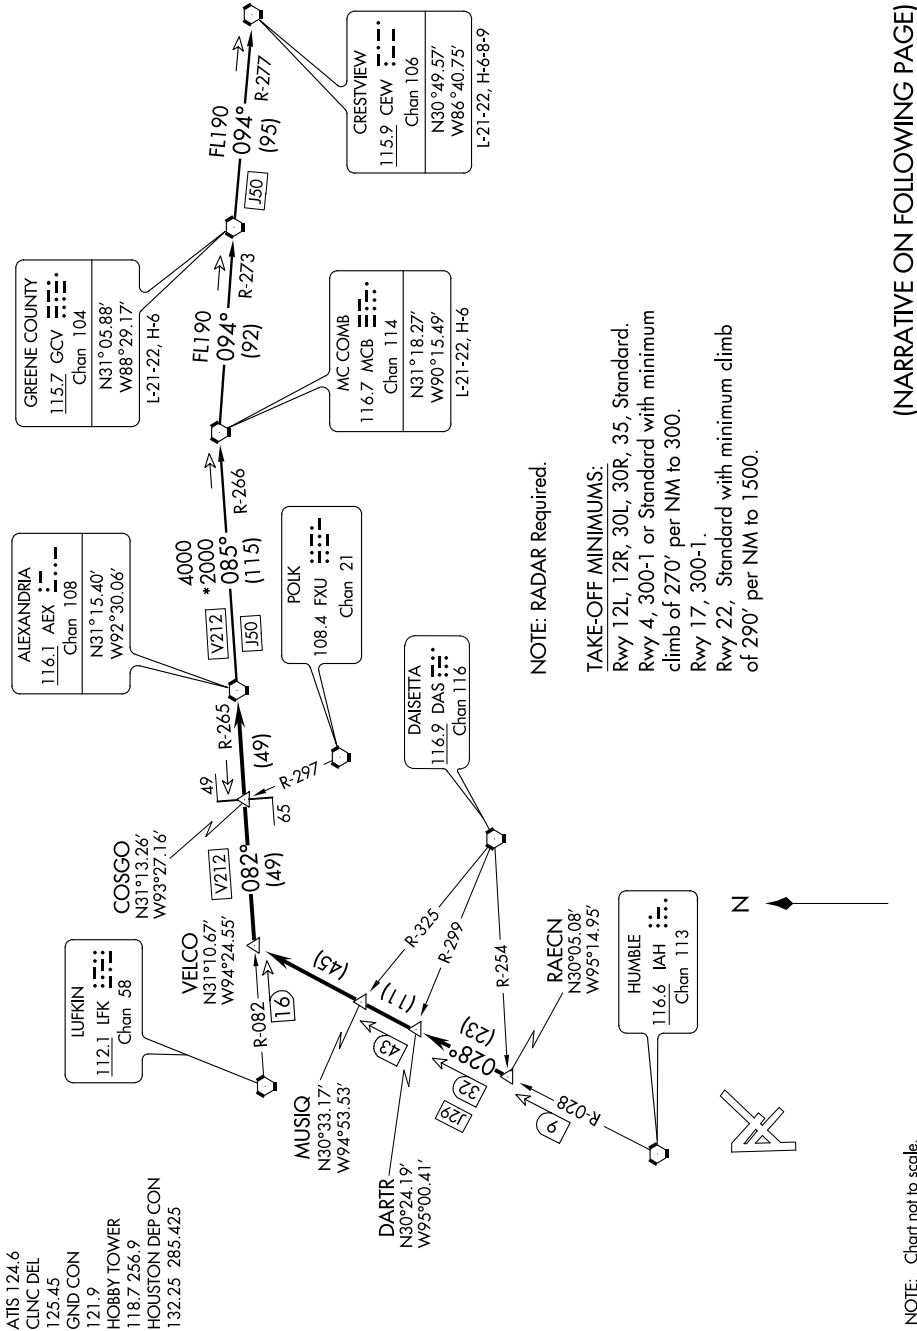 ATIS 124.6
CLNC DEL
125.45
GND CON
121.9
HOBBY TOWER
118.7 256.9
HOUSTON DEP CON
132.25 285.425
LUFKIN
112.1 LFK
Chan 58
R-082
16
VELCO
N31°10.67'
W94°24.55'
COSGO
N31°13.26'
W93°27.16'
V212
082°
(49)
49
65
R-265
(49)
ALEXANDRIA
116.1 AEX
Chan 108
N31°15.40'
W92°30.06'
V212
J50
4000
*2000
085°
(115)
R-266
POLK
108.4 FXU
Chan 21
R-297
GREENE COUNTY
115.7 GCV
Chan 104
N31°05.88'
W88°29.17'
L-21-22, H-6
FL190
094°
(92)
R-273
MC COMB
116.7 MCB
Chan 114
N31°18.27'
W90°15.49'
L-21-22, H-6
J50
FL190
094°
(95)
R-277
CRESTVIEW
115.9 CEW
Chan 106
N30°49.57'
W86°40.75'
L-21-22, H-6-8-9
MUSIQ
N30°33.17'
W94°53.53'
(45)
DARTR
N30°24.19'
W95°00.41'
(11)
43
J29
32
028°
(23)
9
R-028
DAISETTA
116.9 DAS
Chan 116
R-325
R-299
R-254
RAECN
N30°05.08'
W95°14.95'
HUMBLE
116.6 IAH
Chan 113
N
NOTE: RADAR Required.
TAKE-OFF MINIMUMS:
Rwy 12L, 12R, 30L, 30R, 35, Standard.
Rwy 4, 300-1 or Standard with minimum
climb of 270' per NM to 300.
Rwy 17, 300-1.
Rwy 22, Standard with minimum climb
of 290' per NM to 1500.
NOTE: Chart not to scale.
(NARRATIVE ON FOLLOWING PAGE)